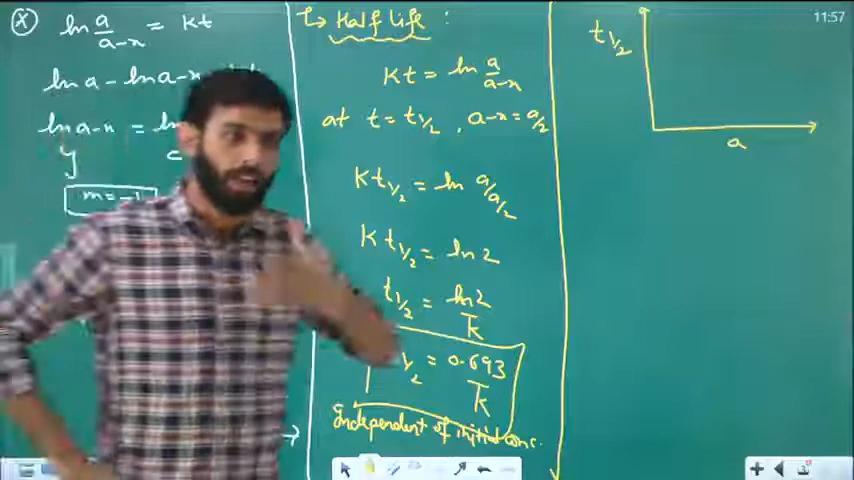 ln a/a-x = Kt
ln a - ln a-x
ln a-x = ln
y c
m = -1
Half Life :
Kt = ln a/a-x
at t = t1/2 , a-x = a/2
Kt1/2 = ln a/a/2
Kt1/2 = ln 2
t1/2 = ln2/K
1/2 = 0.693/K
Independent of initial conc.
t1/2
a
11:57